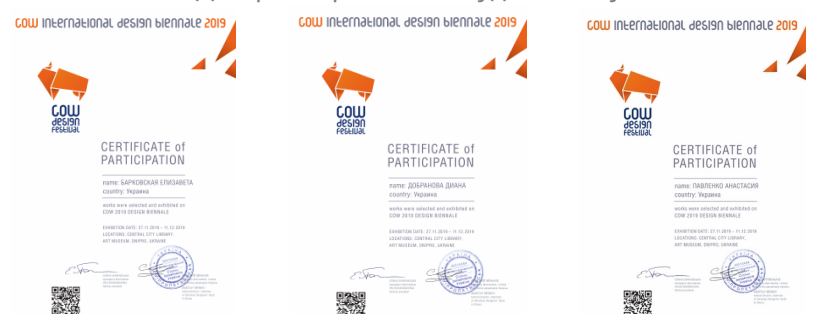 COW International design biennale 2019
COW
design
Festival
CERTIFICATE of
PARTICIPATION
name: БАРКОВСКАЯ ЕЛИЗАВЕТА
country: Украина
works were selected and exhibited on
COW 2019 DESIGN BIENNALE
EXHIBITION DATE: 27.11.2019 – 11.12.2019
LOCATIONS: CENTRAL CITY LIBRARY,
ART MUSEUM, DNIPRO, UKRAINE
COW International design biennale 2019
COW
design
Festival
CERTIFICATE of
PARTICIPATION
name: ДОБРАНОВА ДИАНА
country: Украина
works were selected and exhibited on
COW 2019 DESIGN BIENNALE
EXHIBITION DATE: 27.11.2019 – 11.12.2019
LOCATIONS: CENTRAL CITY LIBRARY,
ART MUSEUM, DNIPRO, UKRAINE
COW International design biennale 2019
COW
design
Festival
CERTIFICATE of
PARTICIPATION
name: ПАВЛЕНКО АНАСТАСИЯ
country: Украина
works were selected and exhibited on
COW 2019 DESIGN BIENNALE
EXHIBITION DATE: 27.11.2019 – 11.12.2019
LOCATIONS: CENTRAL CITY LIBRARY,
ART MUSEUM, DNIPRO, UKRAINE